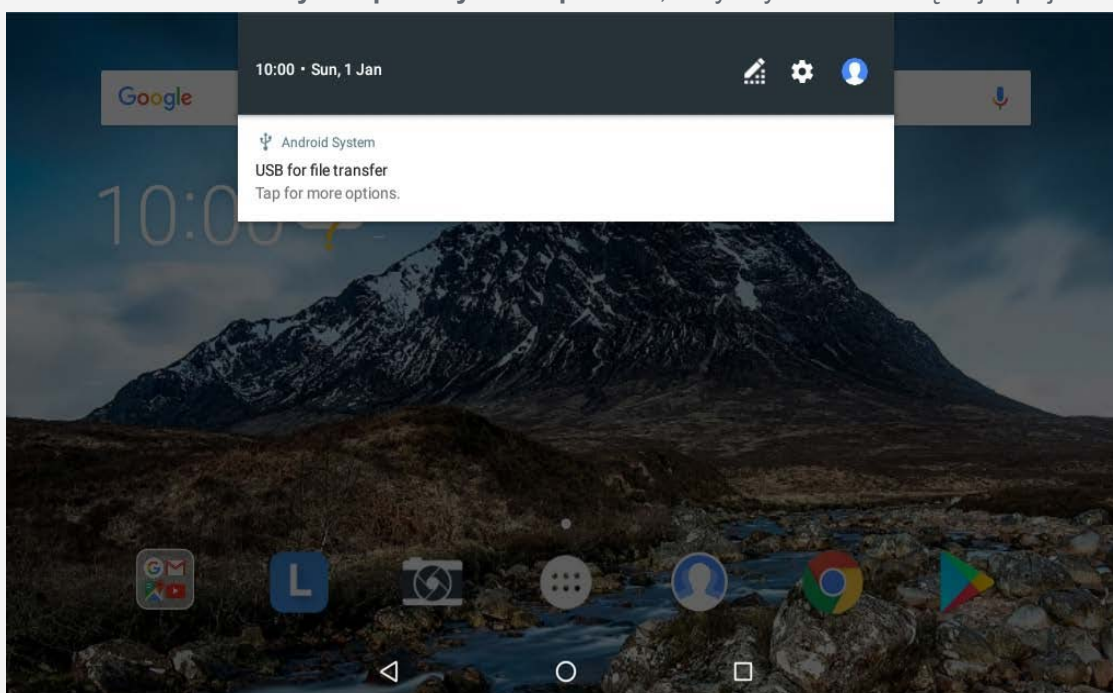 10:00 • Sun, 1 Jan
Google
Android System
USB for file transfer
Tap for more options.
10:00
G M
L